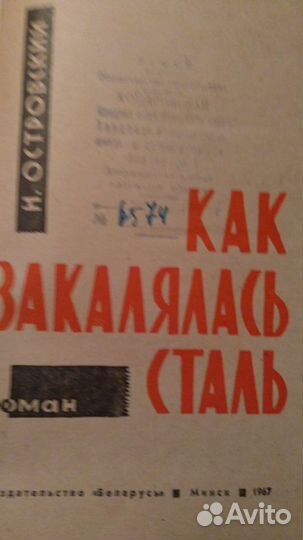 Н. ОСТРОВСКИЙ
№ 6574
КАК
ЗАКАЛЯЛАСЬ
СТАЛЬ
оман
здательство «Беларусь» ■ Минск ■ 1967
Avito